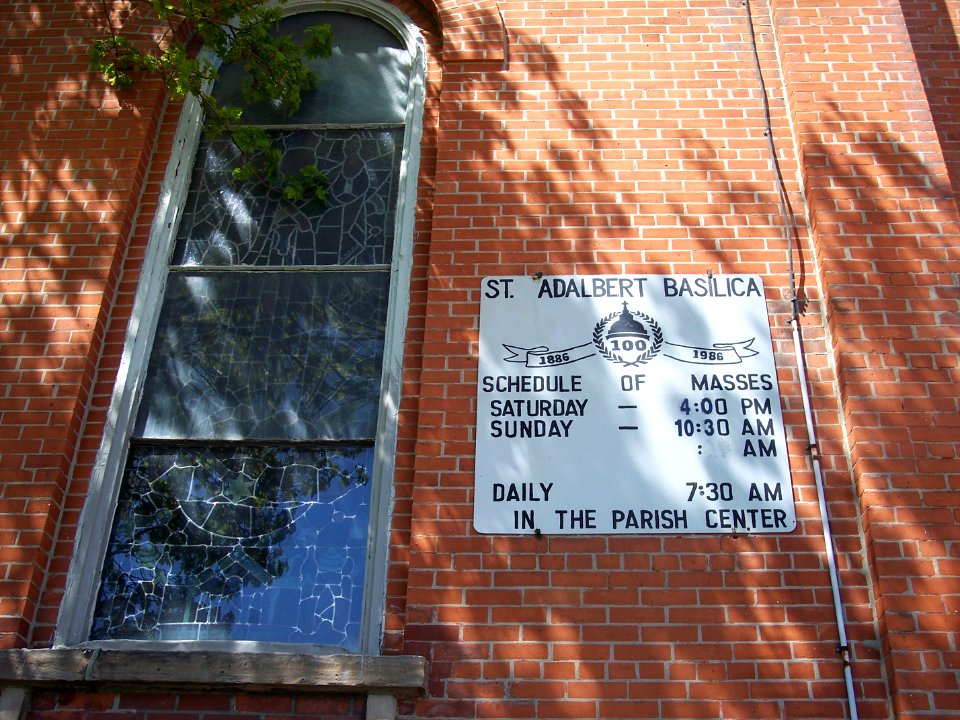 ST. ADALBERT BASILICA
100
1886 1986
SCHEDULE OF MASSES
SATURDAY — 4:00 PM
SUNDAY — 10:30 AM
: AM
DAILY 7:30 AM
IN THE PARISH CENTER